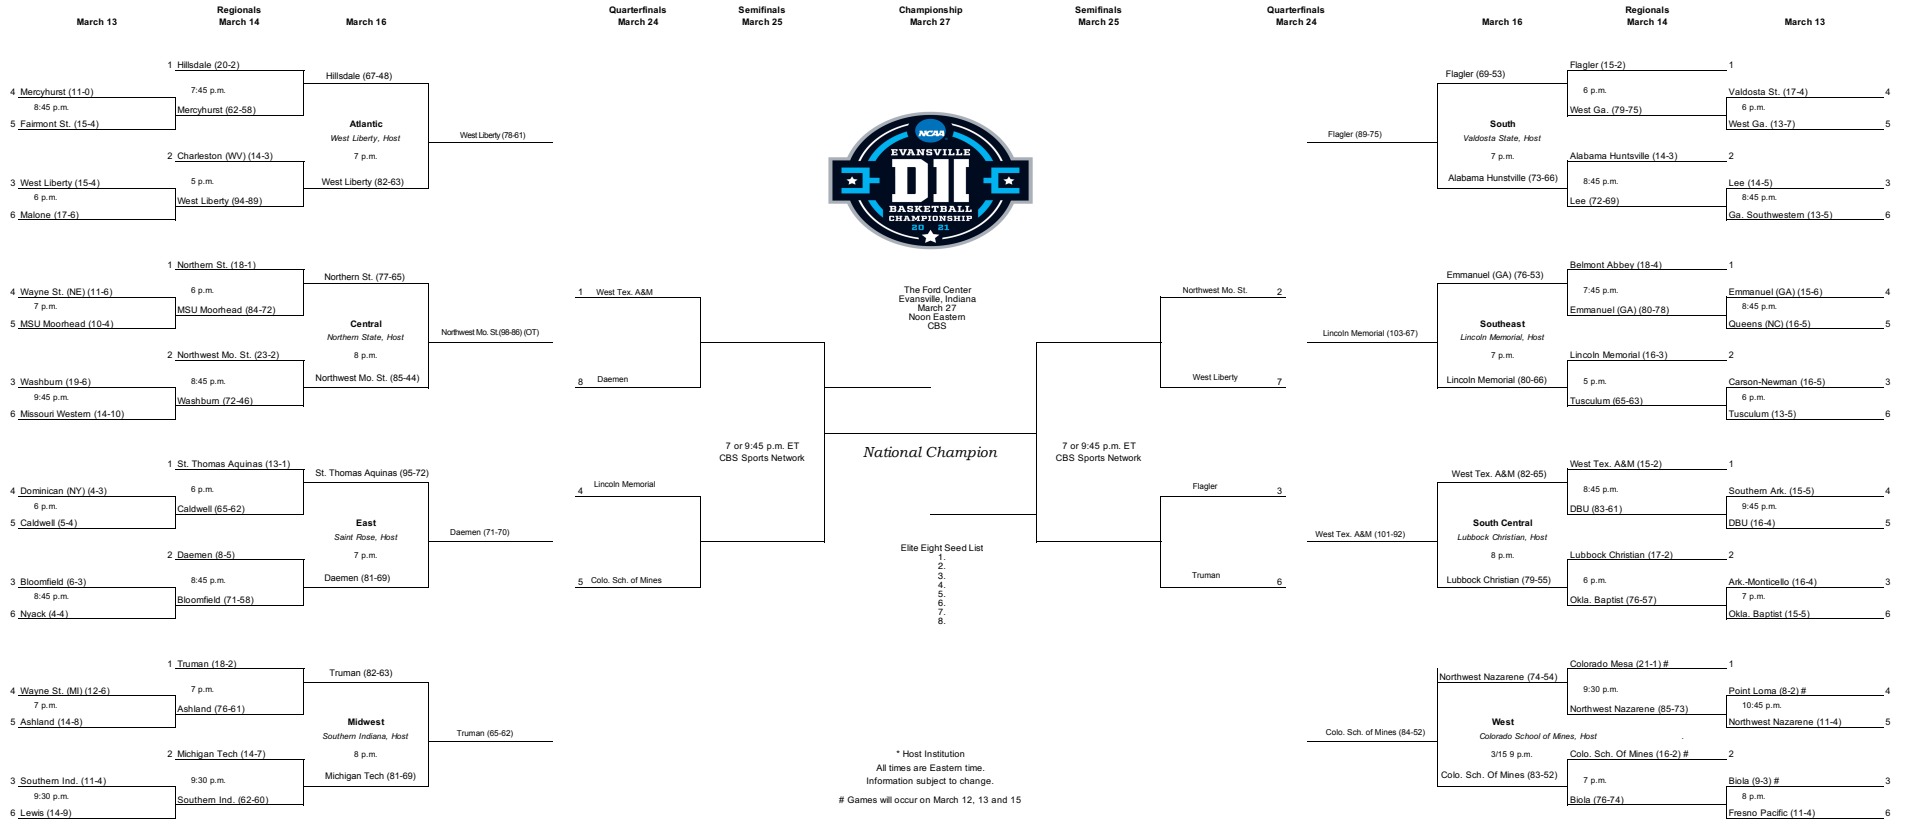 Regionals
Quarterfinals
Semifinals
Championship
Semifinals
Quarterfinals
Regionals
March 13
March 14
March 16
March 24
March 25
March 27
March 25
March 24
March 16
March 14
March 13
1 Hillsdale (20-2)
Hillsdale (67-48)
4 Mercyhurst (11-0)
7:45 p.m.
8:45 p.m.
Mercyhurst (62-58)
5 Fairmont St. (15-4)
Atlantic
West Liberty, Host
7 p.m.
West Liberty (78-61)
2 Charleston (WV) (14-3)
3 West Liberty (15-4)
5 p.m.
West Liberty (82-63)
6 p.m.
West Liberty (94-89)
6 Malone (17-6)
1 Northern St. (18-1)
Northern St. (77-65)
4 Wayne St. (NE) (11-6)
6 p.m.
7 p.m.
MSU Moorhead (84-72)
5 MSU Moorhead (10-4)
Central
Northern State, Host
8 p.m.
Northwest Mo. St.(98-86) (OT)
2 Northwest Mo. St. (23-2)
3 Washburn (19-6)
8:45 p.m.
Northwest Mo. St. (85-44)
9:45 p.m.
Washburn (72-46)
6 Missouri Western (14-10)
1 St. Thomas Aquinas (13-1)
St. Thomas Aquinas (95-72)
4 Dominican (NY) (4-3)
6 p.m.
6 p.m.
Caldwell (65-62)
5 Caldwell (5-4)
East
Saint Rose, Host
7 p.m.
Daemen (71-70)
2 Daemen (8-5)
3 Bloomfield (6-3)
8:45 p.m.
Daemen (81-69)
8:45 p.m.
Bloomfield (71-58)
6 Nyack (4-4)
1 Truman (18-2)
Truman (82-63)
4 Wayne St. (MI) (12-6)
7 p.m.
7 p.m.
Ashland (76-61)
5 Ashland (14-8)
Midwest
Southern Indiana, Host
8 p.m.
Truman (65-62)
2 Michigan Tech (14-7)
3 Southern Ind. (11-4)
9:30 p.m.
Michigan Tech (81-69)
9:30 p.m.
Southern Ind. (62-60)
6 Lewis (14-9)
1 West Tex. A&M
8 Daemen
7 or 9:45 p.m. ET
CBS Sports Network
4 Lincoln Memorial
5 Colo. Sch. of Mines
NCAA
EVANSVILLE
DII
BASKETBALL
CHAMPIONSHIP
20 21
The Ford Center
Evansville, Indiana
March 27
Noon Eastern
CBS
National Champion
Elite Eight Seed List
1.
2.
3.
4.
5.
6.
7.
8.
* Host Institution
All times are Eastern time.
Information subject to change.
# Games will occur on March 12, 13 and 15
Northwest Mo. St. 2
West Liberty 7
7 or 9:45 p.m. ET
CBS Sports Network
Flagler 3
Truman 6
Flagler (15-2) 1
Flagler (69-53)
6 p.m.
Valdosta St. (17-4) 4
West Ga. (79-75)
6 p.m.
West Ga. (13-7) 5
South
Valdosta State, Host
7 p.m.
Flagler (89-75)
Alabama Huntsville (14-3) 2
Alabama Hunstville (73-66)
8:45 p.m.
Lee (14-5) 3
Lee (72-69)
8:45 p.m.
Ga. Southwestern (13-5) 6
Belmont Abbey (18-4) 1
Emmanuel (GA) (76-53)
7:45 p.m.
Emmanuel (GA) (15-6) 4
Emmanuel (GA) (80-78)
8:45 p.m.
Queens (NC) (16-5) 5
Southeast
Lincoln Memorial, Host
7 p.m.
Lincoln Memorial (103-67)
Lincoln Memorial (16-3) 2
Lincoln Memorial (80-66)
5 p.m.
Carson-Newman (16-5) 3
Tusculum (65-63)
6 p.m.
Tusculum (13-5) 6
West Tex. A&M (15-2) 1
West Tex. A&M (82-65)
8:45 p.m.
Southern Ark. (15-5) 4
DBU (83-61)
9:45 p.m.
DBU (16-4) 5
South Central
Lubbock Christian, Host
8 p.m.
West Tex. A&M (101-92)
Lubbock Christian (17-2) 2
Lubbock Christian (79-55)
6 p.m.
Ark.-Monticello (16-4) 3
Okla. Baptist (76-57)
7 p.m.
Okla. Baptist (15-5) 6
Colorado Mesa (21-1) # 1
Northwest Nazarene (74-54)
9:30 p.m.
Point Loma (8-2) # 4
Northwest Nazarene (85-73)
10:45 p.m.
Northwest Nazarene (11-4) 5
West
Colorado School of Mines, Host .
3/15 9 p.m.
Colo. Sch. of Mines (84-52)
Colo. Sch. Of Mines (16-2) # 2
Colo. Sch. Of Mines (83-52)
7 p.m.
Biola (9-3) # 3
Biola (76-74)
8 p.m.
Fresno Pacific (11-4) 6